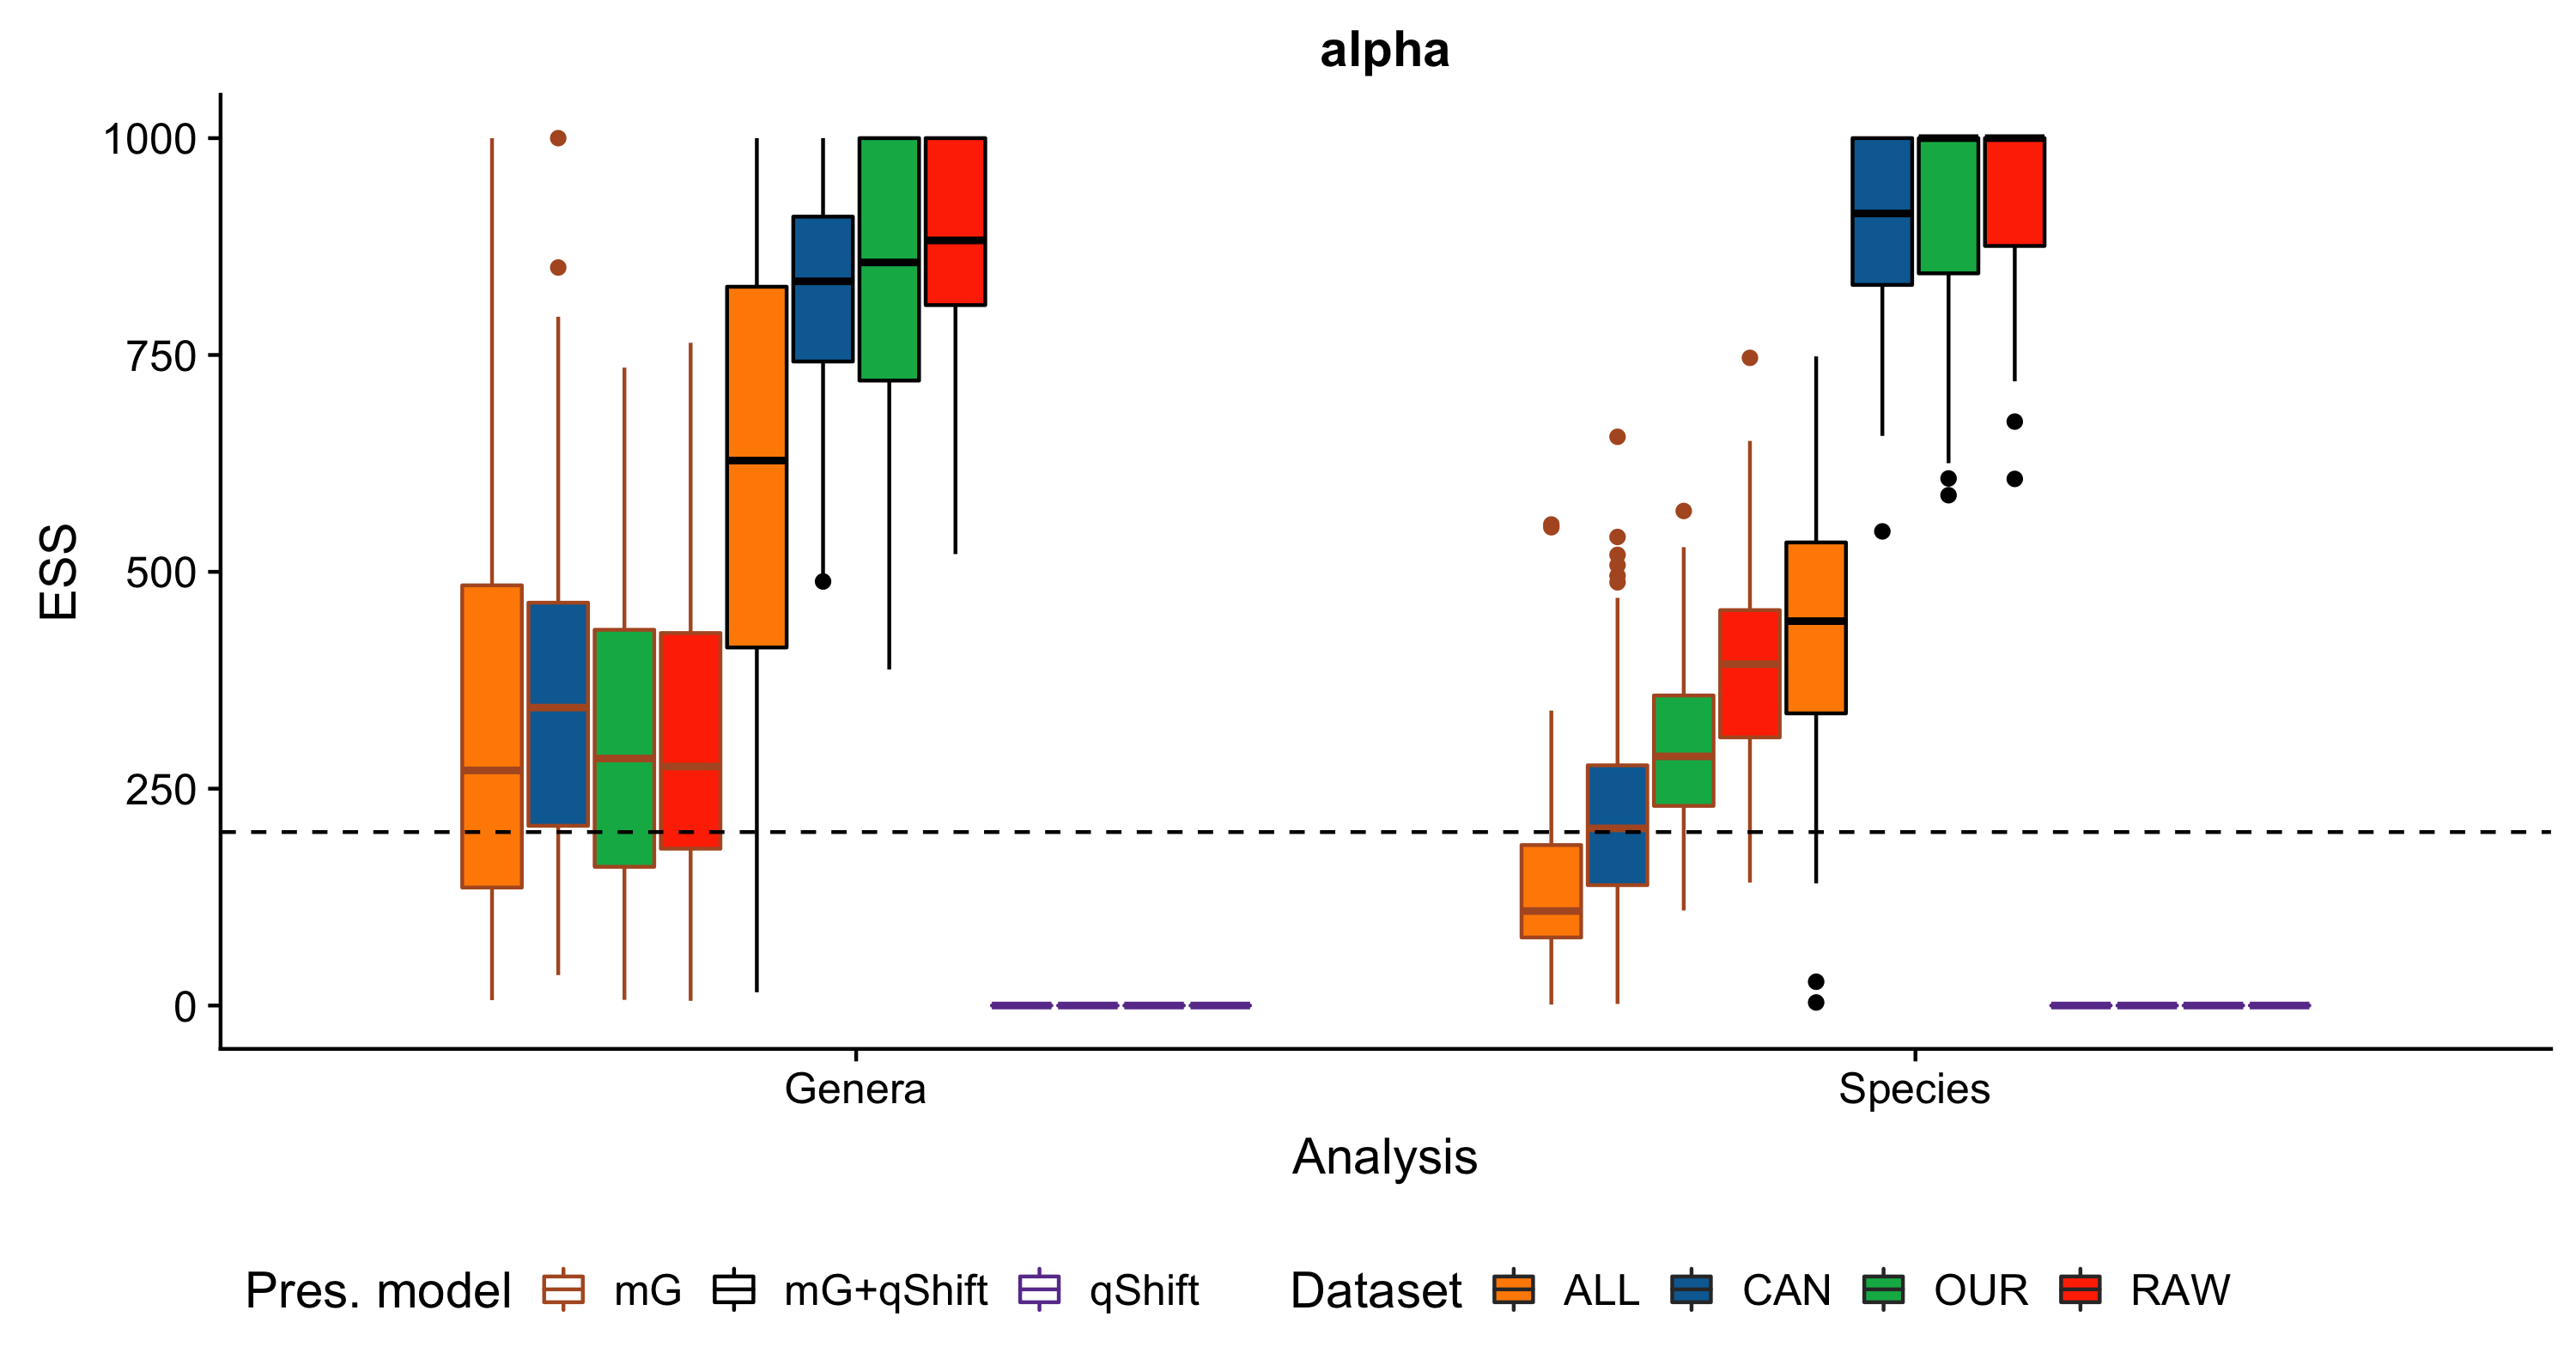 alpha
1000
750
500
250
0
ESS
Genera Species
Analysis
Pres. model mG mG+qShift qShift Dataset ALL CAN OUR RAW